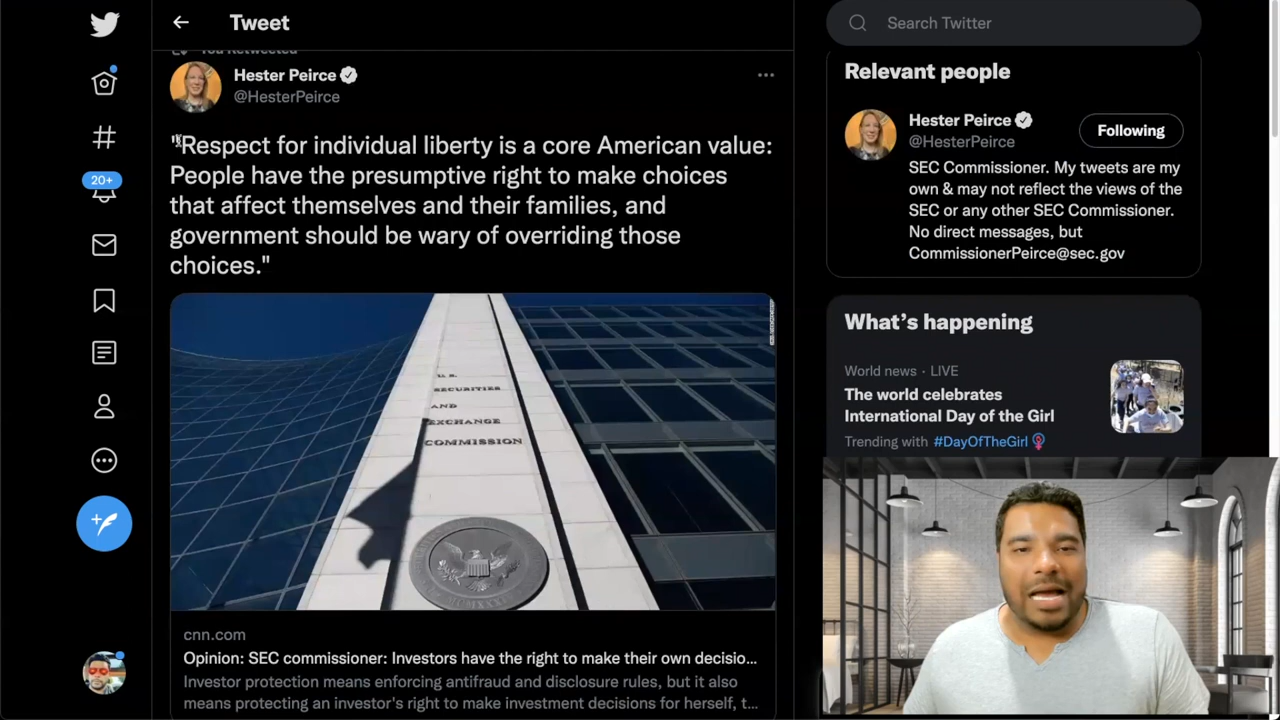 Tweet
Search Twitter
You Retweeted
Hester Peirce
@HesterPeirce
"Respect for individual liberty is a core American value:
People have the presumptive right to make choices
that affect themselves and their families, and
government should be wary of overriding those
choices."
U.S.
SECURITIES
AND
EXCHANGE
COMMISSION
MCMXXXIV
cnn.com
Opinion: SEC commissioner: Investors have the right to make their own decisio...
Investor protection means enforcing antifraud and disclosure rules, but it also
means protecting an investor's right to make investment decisions for herself, t...
20+
Relevant people
Hester Peirce
@HesterPeirce
Following
SEC Commissioner. My tweets are my
own & may not reflect the views of the
SEC or any other SEC Commissioner.
No direct messages, but
CommissionerPeirce@sec.gov
What's happening
World news · LIVE
The world celebrates
International Day of the Girl
Trending with #DayOfTheGirl